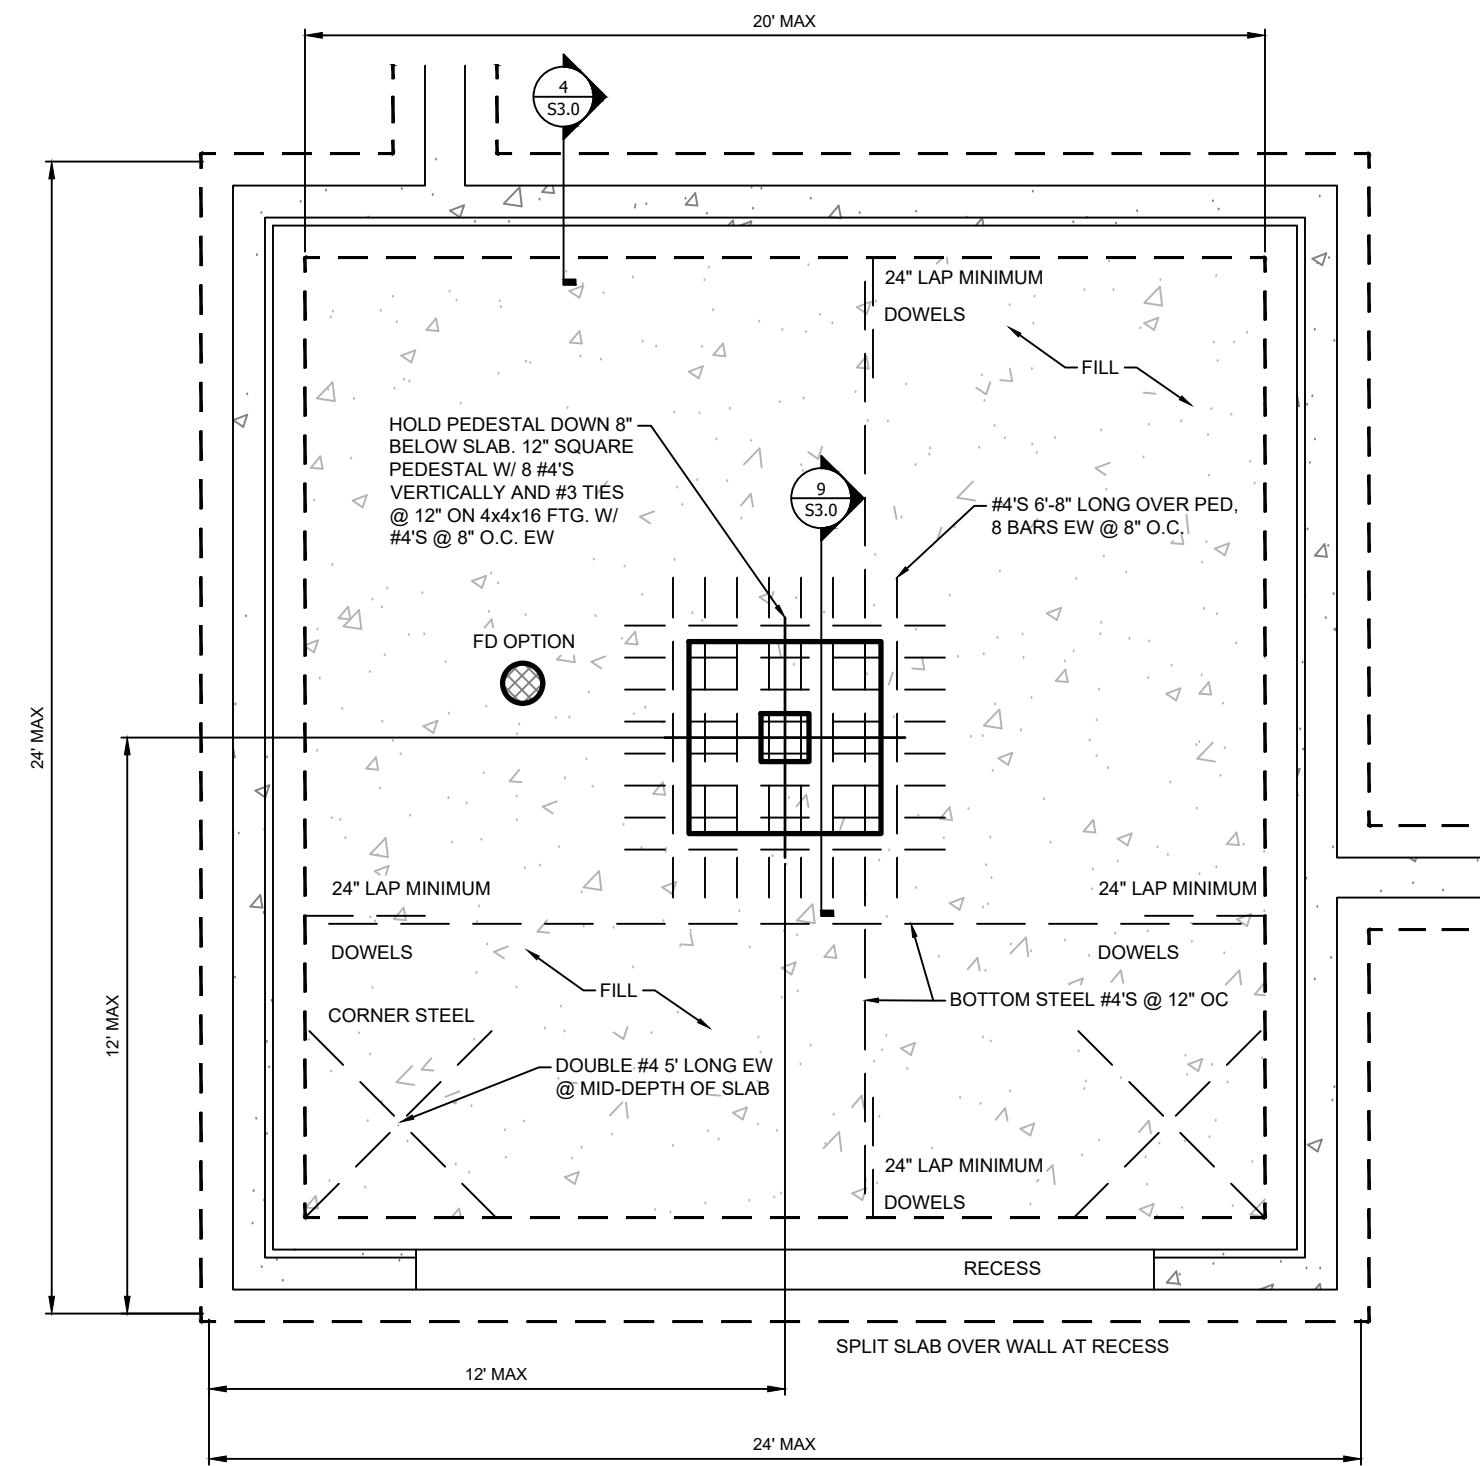 20' MAX
4
S3.0
24" LAP MINIMUM
DOWELS
FILL
HOLD PEDESTAL DOWN 8"
BELOW SLAB. 12" SQUARE
PEDESTAL W/ 8 #4'S
VERTICALLY AND #3 TIES
@ 12" ON 4x4x16 FTG. W/
#4'S @ 8" O.C. EW
9
S3.0
#4'S 6'-8" LONG OVER PED,
8 BARS EW @ 8" O.C.
FD OPTION
24' MAX
24" LAP MINIMUM
24" LAP MINIMUM
DOWELS
DOWELS
FILL
BOTTOM STEEL #4'S @ 12" OC
CORNER STEEL
12' MAX
DOUBLE #4 5' LONG EW
@ MID-DEPTH OF SLAB
24" LAP MINIMUM
DOWELS
RECESS
SPLIT SLAB OVER WALL AT RECESS
12' MAX
24' MAX